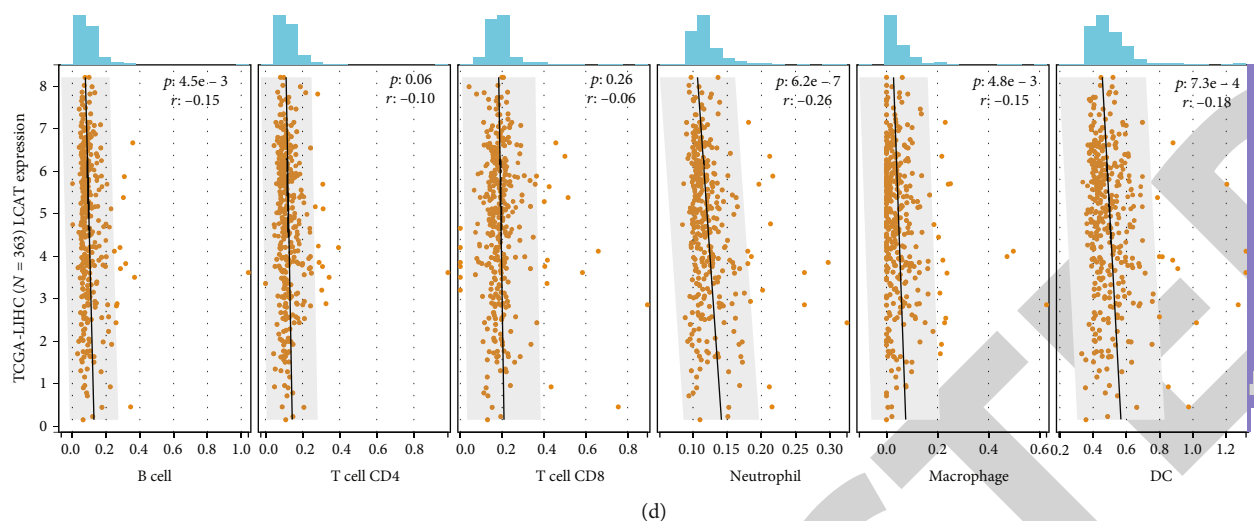 TCGA-LIHC (N = 363) LCAT expression
8
7
6
5
4
3
2
1
0
p: 4.5e – 3
r: –0.15
p: 0.06
r: –0.10
p: 0.26
r: –0.06
p: 6.2e – 7
r: –0.26
p: 4.8e – 3
r: –0.15
p: 7.3e – 4
r: –0.18
0.0 0.2 0.4 0.6 0.8 1.0
0.0 0.2 0.4 0.6 0.8
0.0 0.2 0.4 0.6 0.8
0.10 0.15 0.20 0.25 0.30
0.0 0.2 0.4 0.6
0.2 0.4 0.6 0.8 1.0 1.2
B cell
T cell CD4
T cell CD8
Neutrophil
Macrophage
DC
(d)